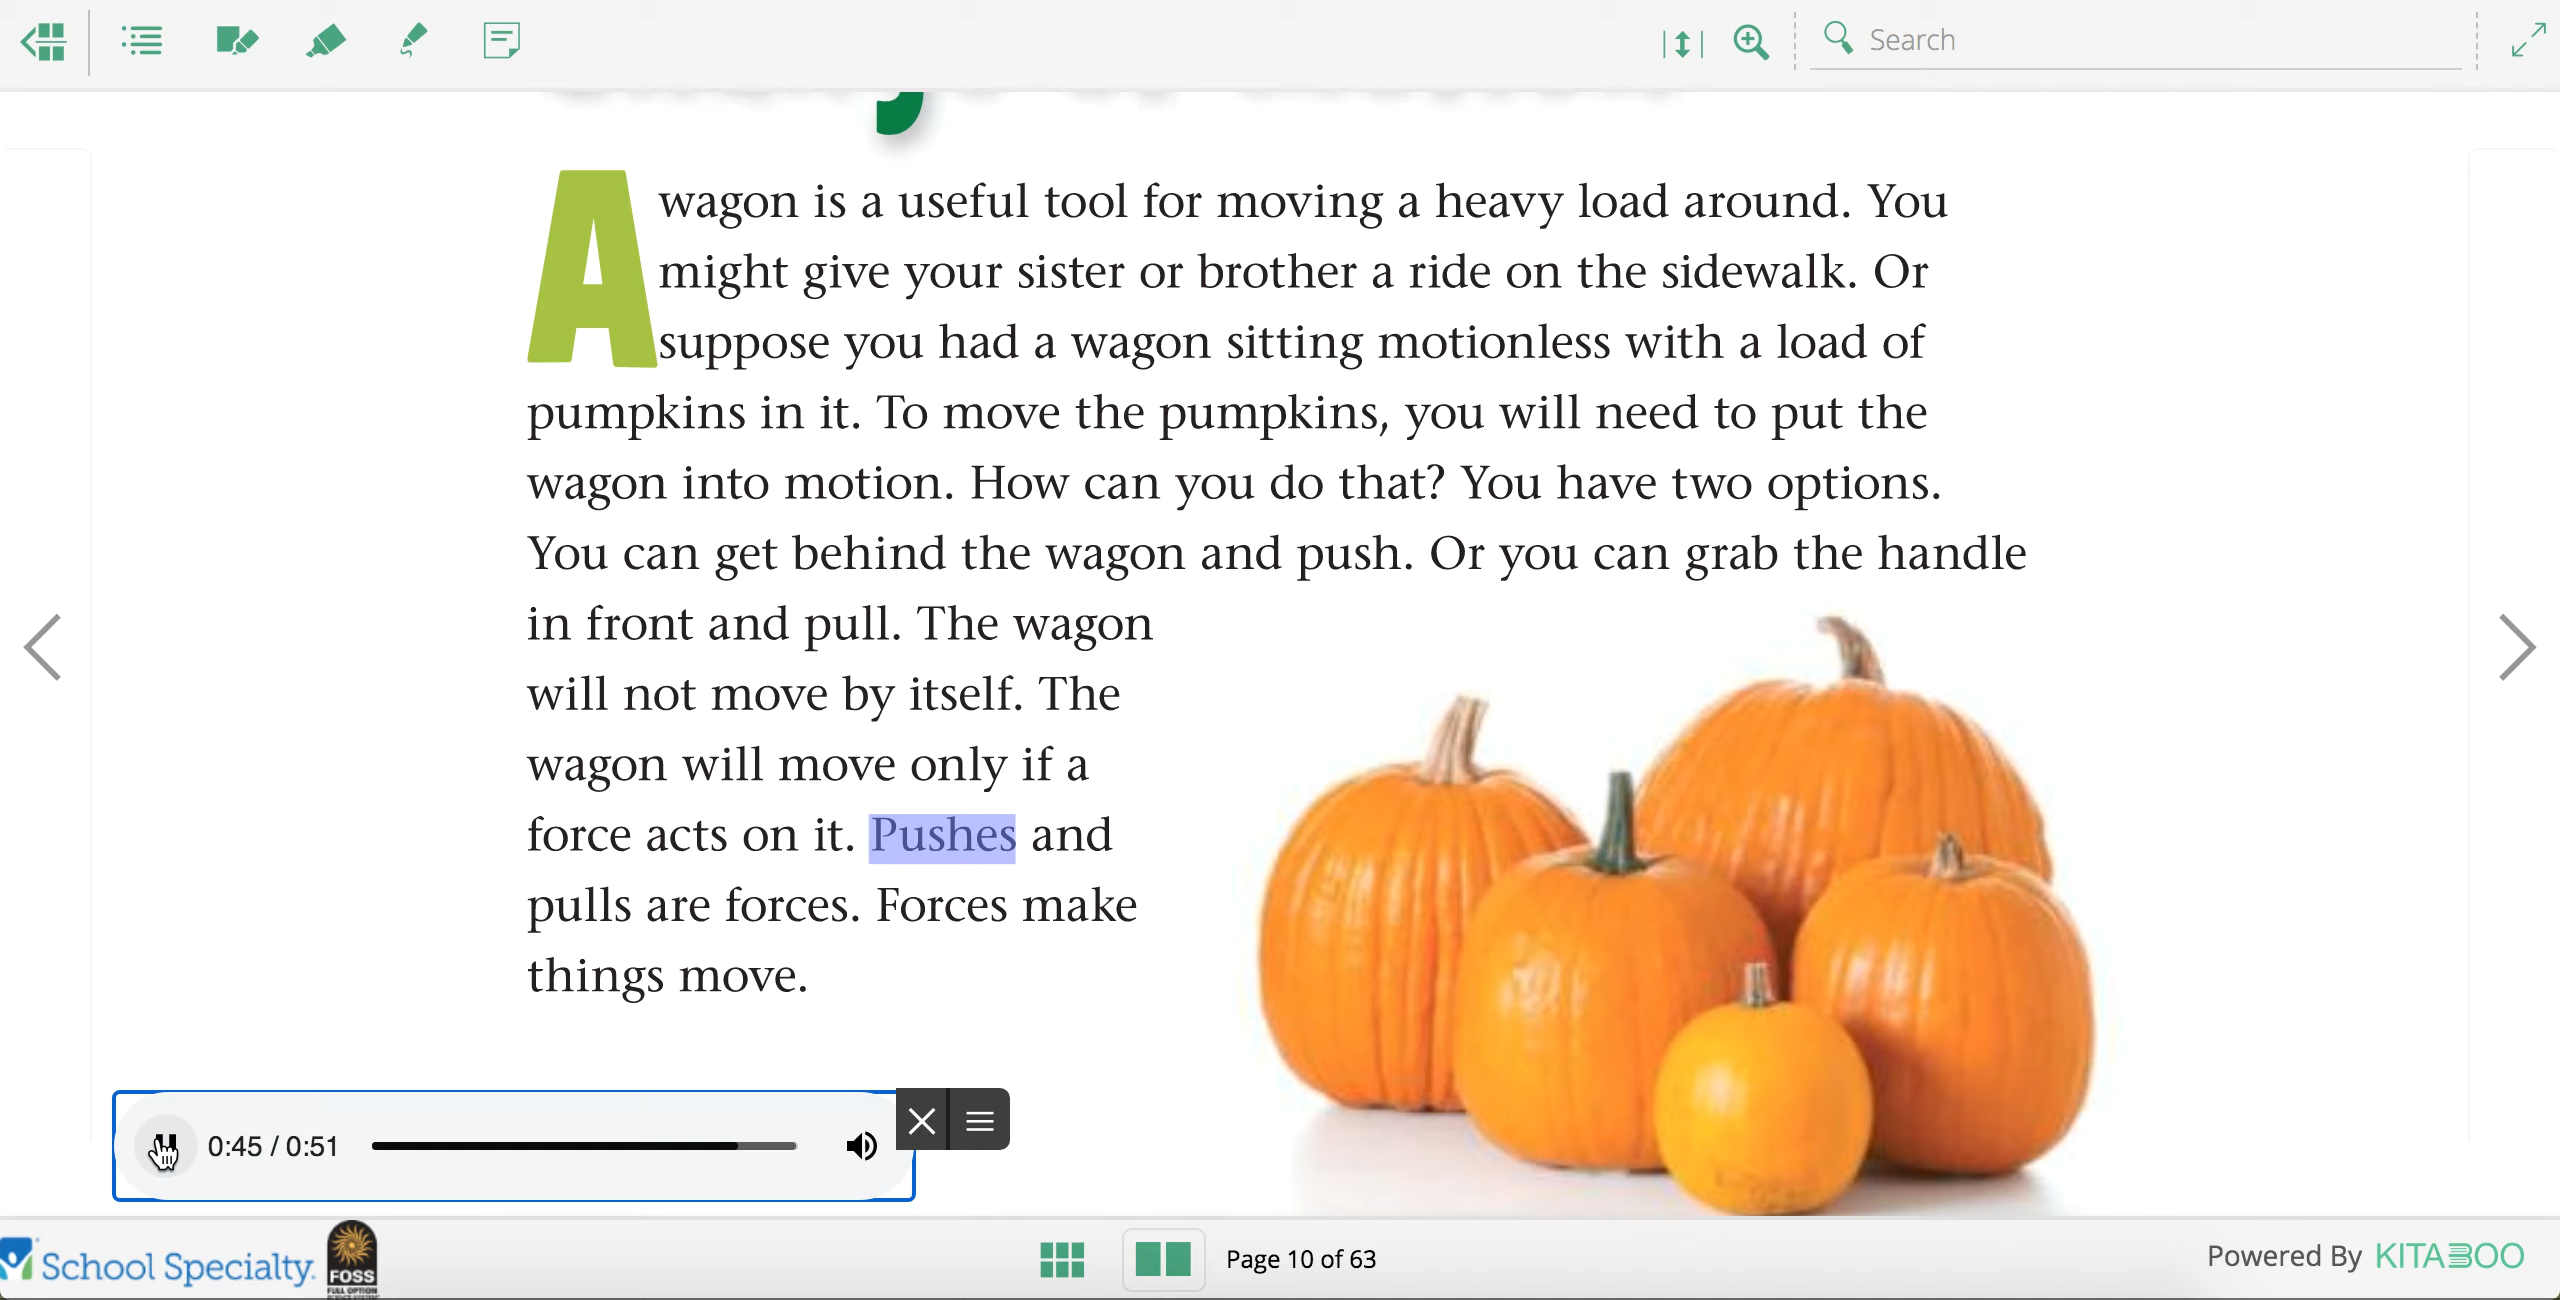 Search
A wagon is a useful tool for moving a heavy load around. You
might give your sister or brother a ride on the sidewalk. Or
suppose you had a wagon sitting motionless with a load of
pumpkins in it. To move the pumpkins, you will need to put the
wagon into motion. How can you do that? You have two options.
You can get behind the wagon and push. Or you can grab the handle
in front and pull. The wagon
will not move by itself. The
wagon will move only if a
force acts on it. Pushes and
pulls are forces. Forces make
things move.
0:45 / 0:51
School Specialty.
FOSS
FULL OPTION
Page 10 of 63
Powered By KITABOO